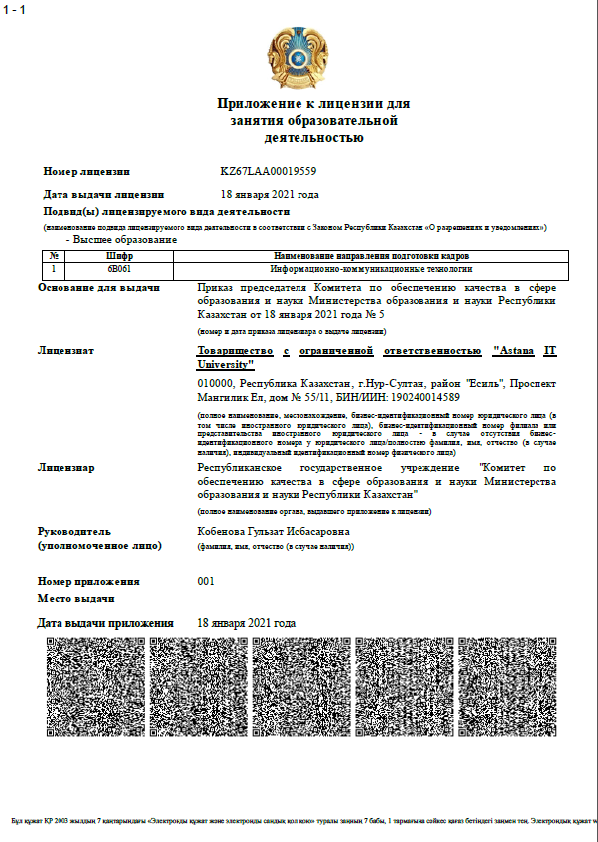 1 - 1
Приложение к лицензии для
занятия образовательной
деятельностью
Номер лицензии KZ67LAA00019559
Дата выдачи лицензии 18 января 2021 года
Подвид(ы) лицензируемого вида деятельности
(наименование подвида лицензируемого вида деятельности в соответствии с Законом Республики Казахстан «О разрешениях и уведомлениях»)
- Высшее образование
№ Шифр Наименование направления подготовки кадров
1 6B061 Информационно-коммуникационные технологии
Основание для выдачи Приказ председателя Комитета по обеспечению качества в сфере
образования и науки Министерства образования и науки Республики
Казахстан от 18 января 2021 года № 5
(номер и дата приказа лицензиара о выдаче лицензии)
Лицензиат Товарищество с ограниченной ответственностью "Astana IT
University"
010000, Республика Казахстан, г.Нур-Султан, район "Есиль", Проспект
Мангилик Ел, дом № 55/11, БИН/ИИН: 190240014589
(полное наименование, местонахождение, бизнес-идентификационный номер юридического лица (в
том числе иностранного юридического лица), бизнес-идентификационный номер филиала или
представительства иностранного юридического лица - в случае отсутствия бизнес-
идентификационного номера у юридического лица/полностью фамилия, имя, отчество (в случае
наличия), индивидуальный идентификационный номер физического лица)
Лицензиар Республиканское государственное учреждение "Комитет по
обеспечению качества в сфере образования и науки Министерства
образования и науки Республики Казахстан"
(полное наименование органа, выдавшего приложение к лицензии)
Руководитель Кобенова Гульзат Исбасаровна
(уполномоченное лицо) (фамилия, имя, отчество (в случае наличия))
Номер приложения 001
Место выдачи
Дата выдачи приложения 18 января 2021 года
Бұл құжат ҚР 2003 жылдың 7 қаңтарындағы «Электронды құжат және электронды сандық қолқою» туралы заңның 7 бабы, 1 тармағына сәйкес қағаз бетіндегі заңмен тең. Электрондық құжат w